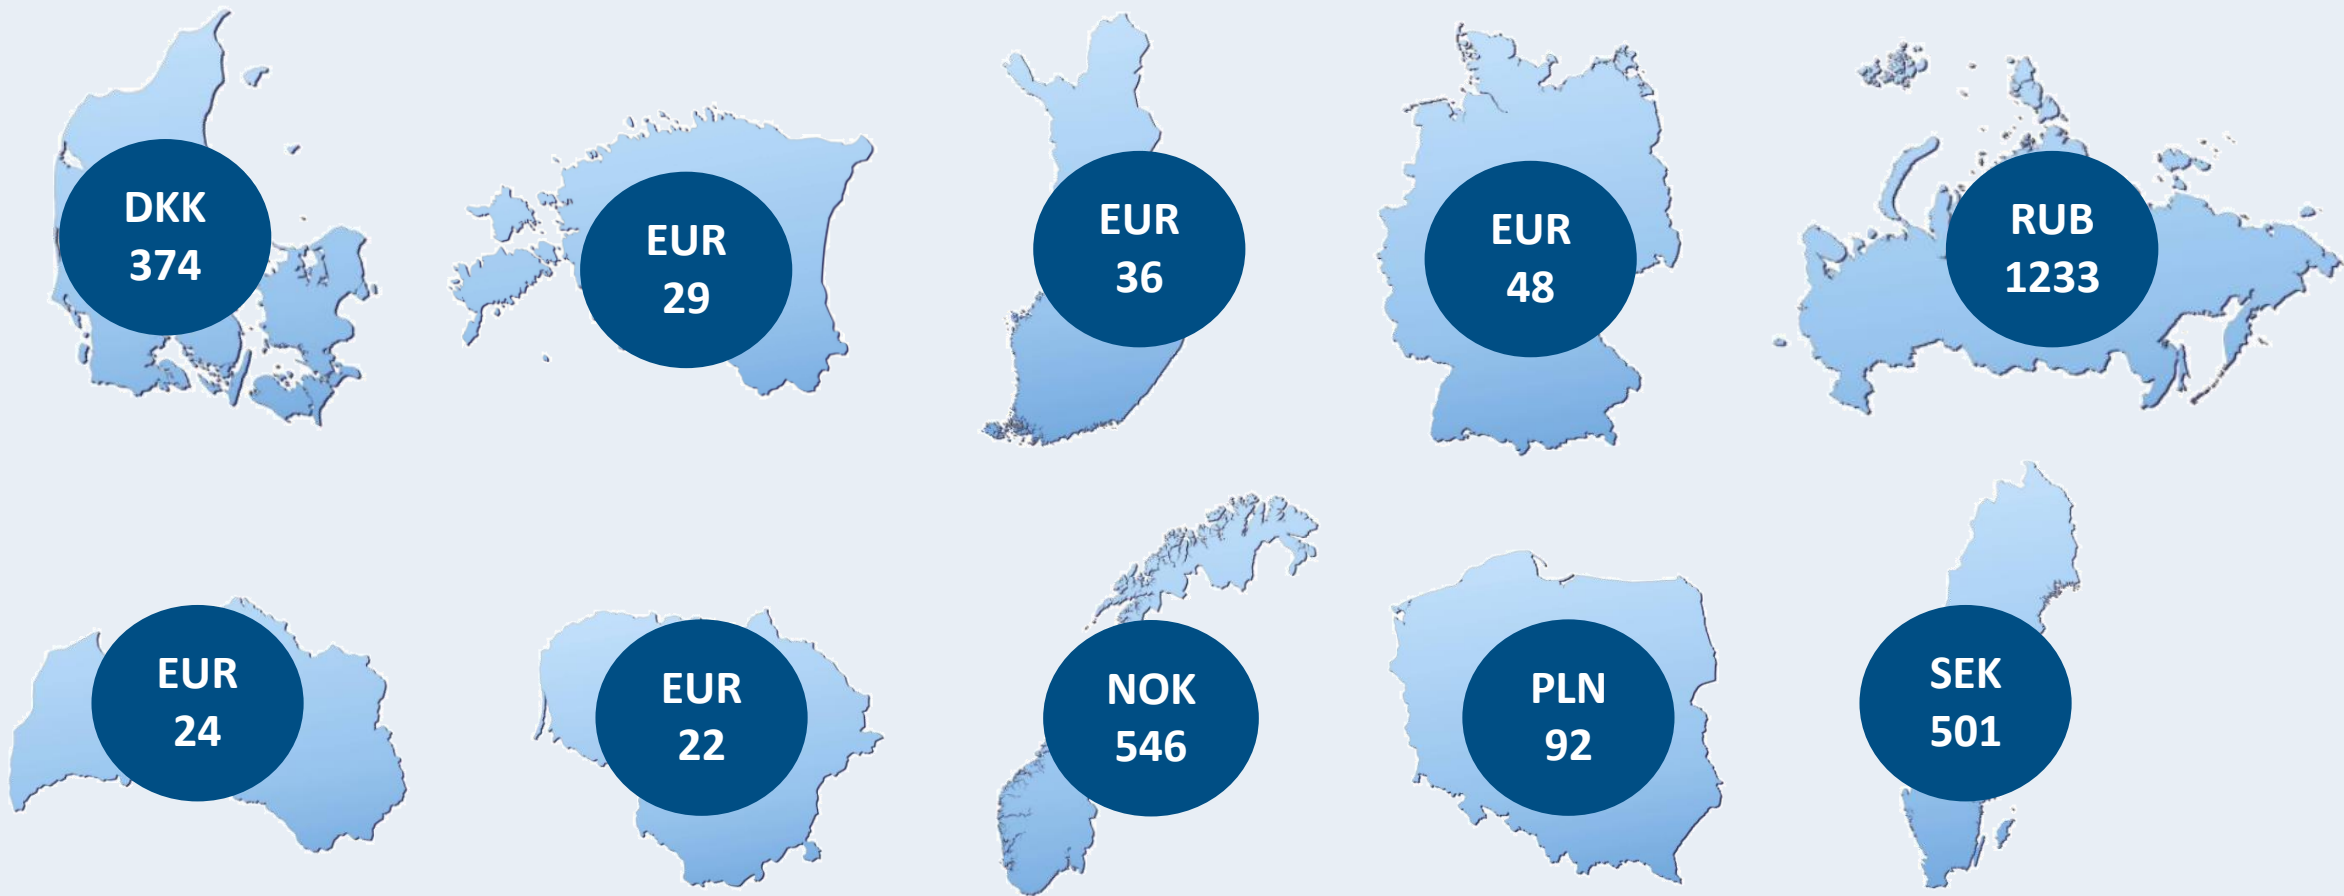 DKK
374
EUR
29
EUR
36
EUR
48
RUB
1233
EUR
24
EUR
22
NOK
546
PLN
92
SEK
501